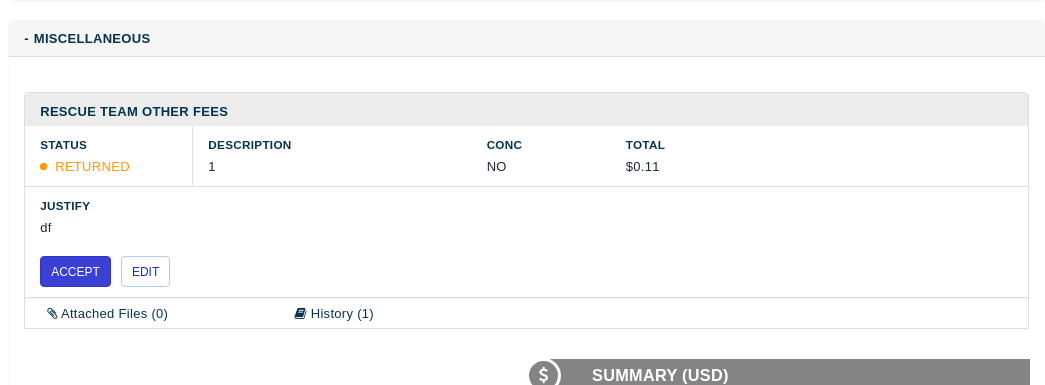 - MISCELLANEOUS
RESCUE TEAM OTHER FEES
STATUS DESCRIPTION CONC TOTAL
RETURNED 1 NO $0.11
JUSTIFY
df
ACCEPT EDIT
Attached Files (0) History (1)
$ SUMMARY (USD)